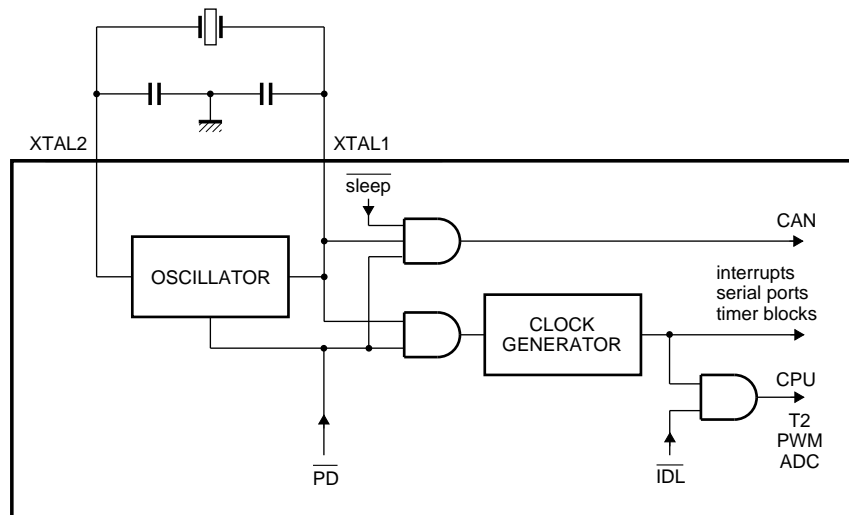 XTAL2
XTAL1
sleep
CAN
OSCILLATOR
interrupts
serial ports
timer blocks
CLOCK
GENERATOR
CPU
T2
PWM
ADC
PD
IDL